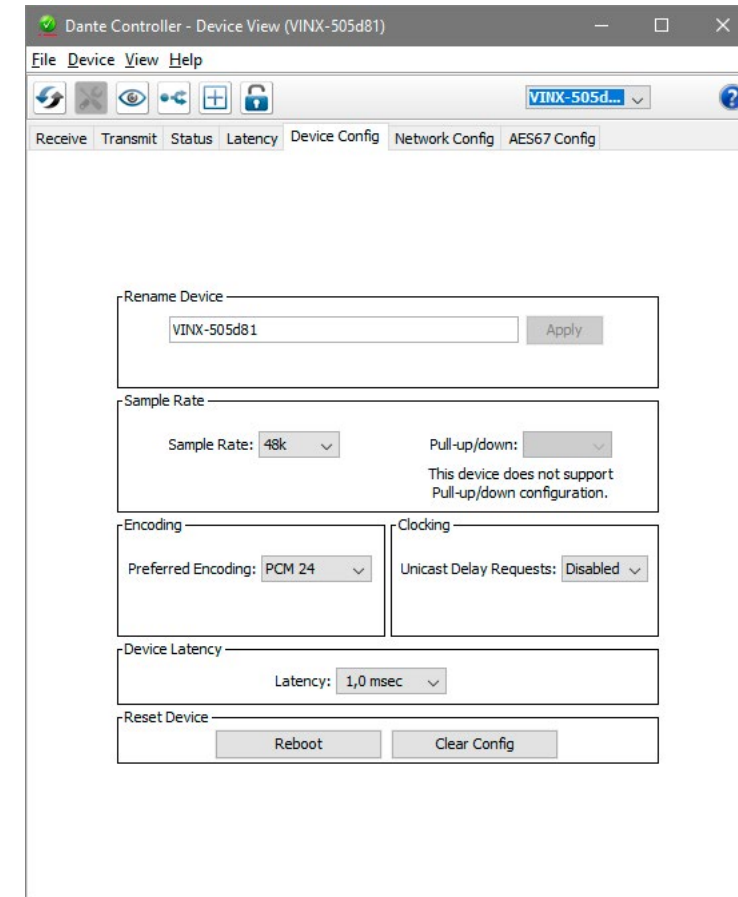 Dante Controller - Device View (VINX-505d81)
File Device View Help
VINX-505d...
?
Receive Transmit Status Latency Device Config Network Config AES67 Config
Rename Device
VINX-505d81 Apply
Sample Rate
Sample Rate: 48k Pull-up/down:
This device does not support
Pull-up/down configuration.
Encoding
Preferred Encoding: PCM 24
Clocking
Unicast Delay Requests: Disabled
Device Latency
Latency: 1,0 msec
Reset Device
Reboot Clear Config